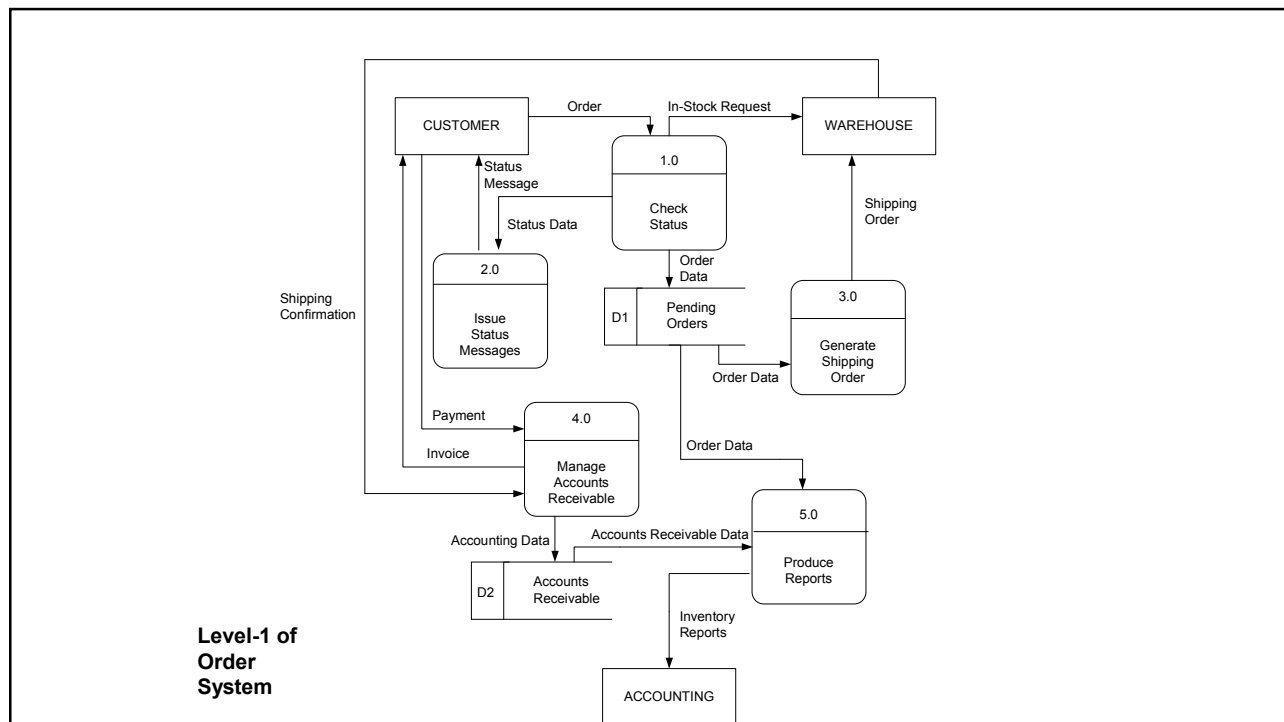 Order
In-Stock Request
CUSTOMER
WAREHOUSE
Status
Message
1.0
Check
Status
Shipping
Order
Status Data
2.0
Issue
Status
Messages
Order
Data
D1
Pending
Orders
3.0
Generate
Shipping
Order
Shipping
Confirmation
Order Data
Payment
4.0
Manage
Accounts
Receivable
Invoice
Order Data
5.0
Produce
Reports
Accounting Data
Accounts Receivable Data
D2
Accounts
Receivable
Inventory
Reports
Level-1 of
Order
System
ACCOUNTING